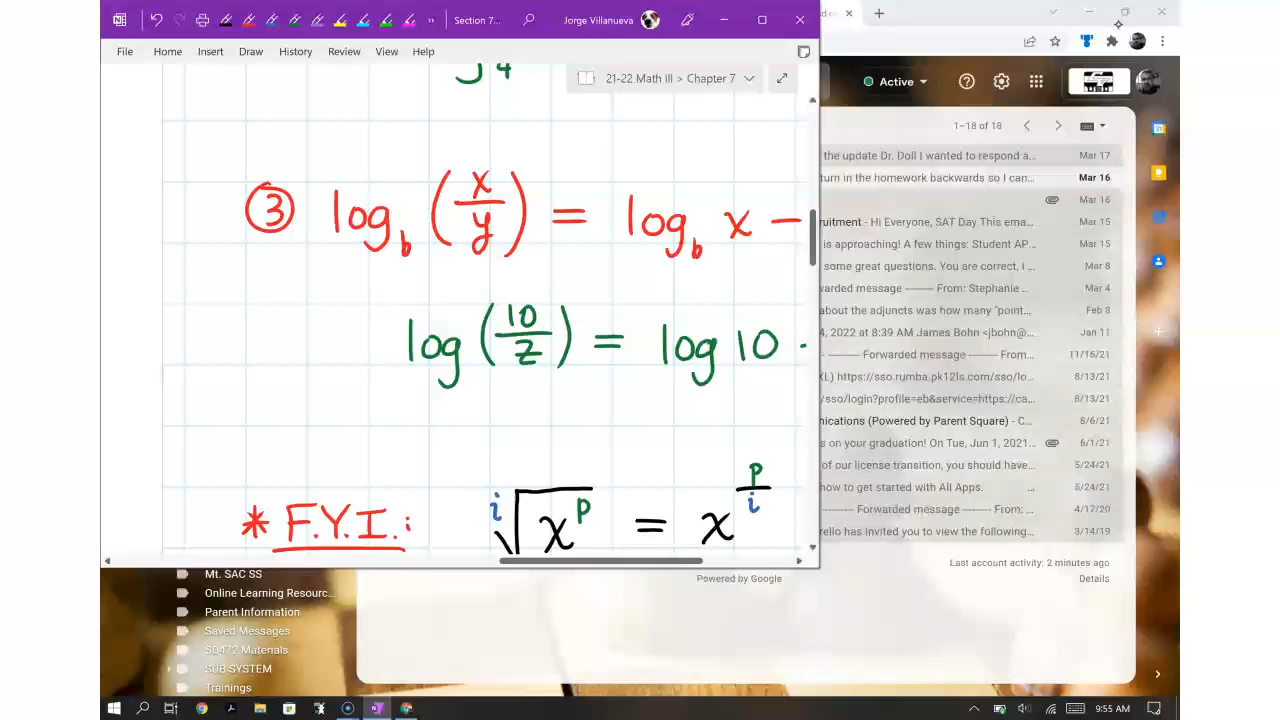 Section 7...
Jorge Villanueva
File Home Insert Draw History Review View Help
21-22 Math III > Chapter 7
Active
1–18 of 18
③ log_b (x/y) = log_b x −
log (10/z) = log 10
* F.Y.I.:
ⁱ√x^p = x^(p/i)
the update Dr. Doll I wanted to respond a... Mar 17
turn in the homework backwards so I can... Mar 16
Mar 16
ruitment - Hi Everyone, SAT Day This ema... Mar 15
is approaching! A few things: Student AP... Mar 15
some great questions. You are correct, I ... Mar 8
warded message ——– From: Stephanie ... Mar 4
about the adjuncts was how many "point... Feb 8
4, 2022 at 8:39 AM James Bohn <jbohn@... Jan 11
Forwarded message ——— From... 11/16/21
XL) https://sso.rumba.pk12ls.com/sso/lo... 8/13/21
/sso/login?profile=eb&service=https://ca... 8/13/21
nications (Powered by Parent Square) - C... 8/6/21
s on your graduation! On Tue, Jun 1, 2021... 6/1/21
of our license transition, you should have... 5/24/21
how to get started with All Apps. 5/24/21
Forwarded message ——— From... 4/17/20
rello has invited you to view the following... 3/14/19
Last account activity: 2 minutes ago
Details
Powered by Google
Mt. SAC SS
Online Learning Resourc...
Parent Information
Saved Messages
SD472 Materials
SUB SYSTEM
Trainings
9:55 AM